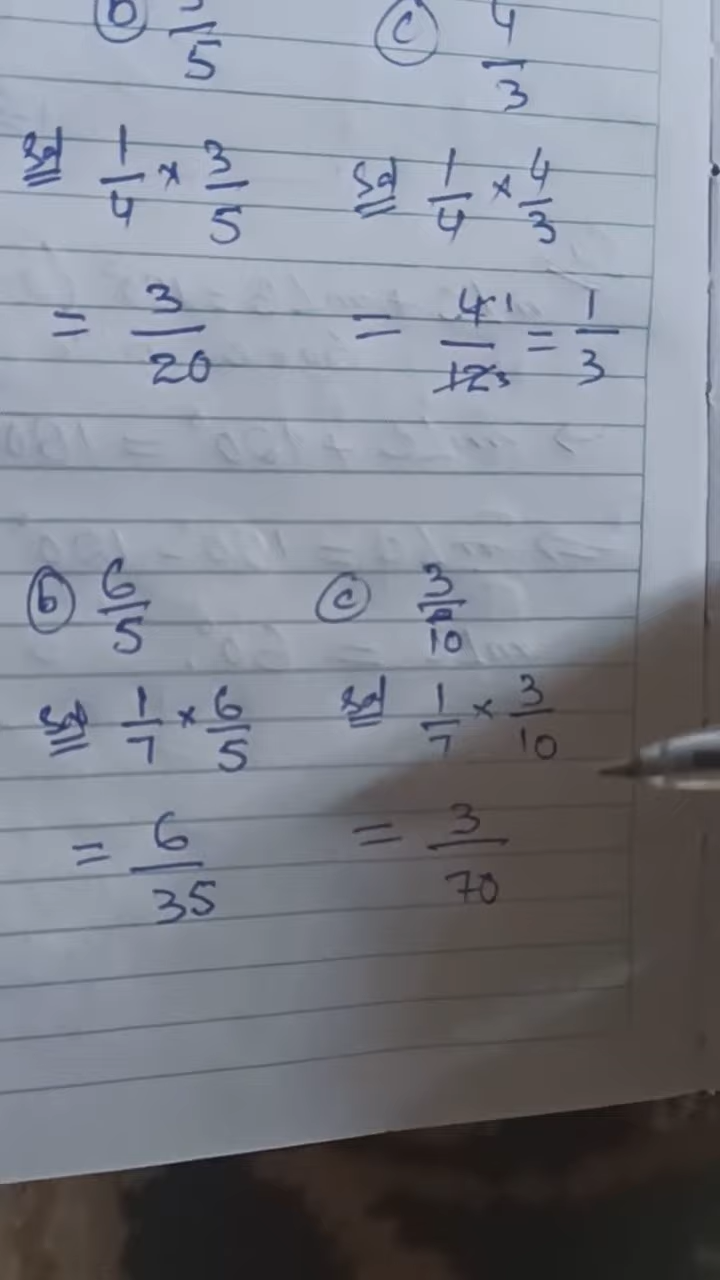 (b) 3/5 (c) 4/3
Sol 1/4 × 3/5 Sol 1/4 × 4/3
= 3/20 = 4 1/12 3 = 1/3
(b) 6/5 (c) 3/10
Sol 1/7 × 6/5 Sol 1/7 × 3/10
= 6/35 = 3/70